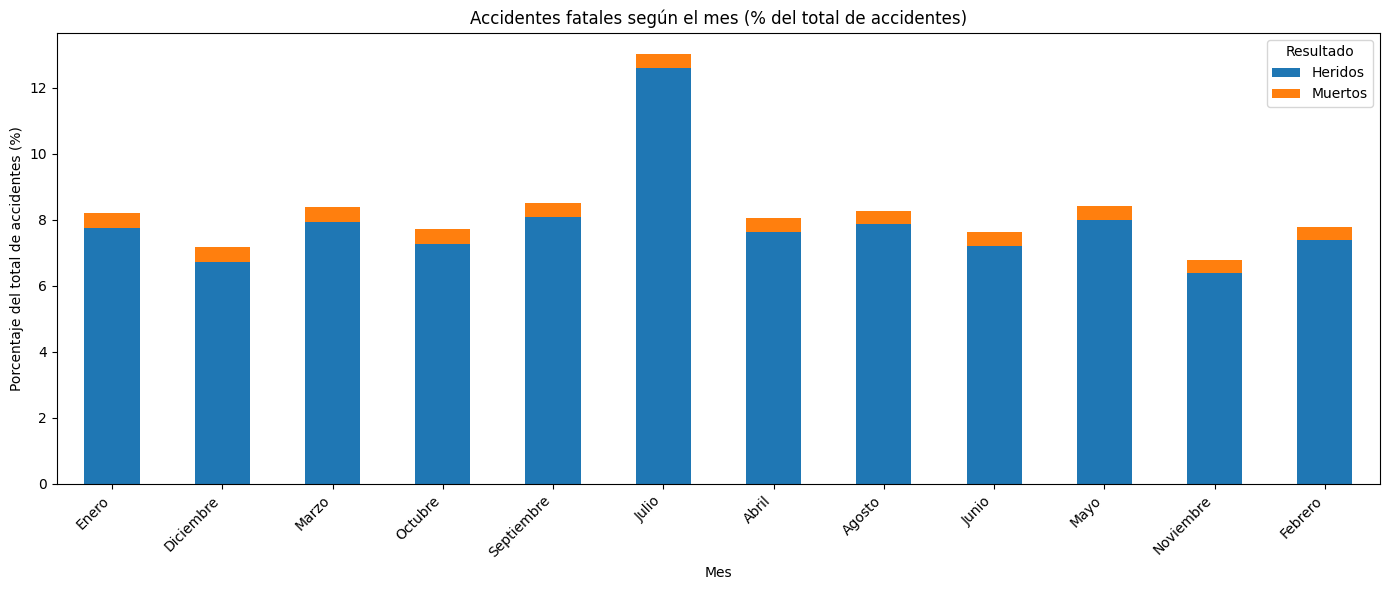 Accidentes fatales según el mes (% del total de accidentes)
Resultado
Heridos
Muertos
Porcentaje del total de accidentes (%)
12
10
8
6
4
2
0
Enero
Diciembre
Marzo
Octubre
Septiembre
Julio
Abril
Agosto
Junio
Mayo
Noviembre
Febrero
Mes